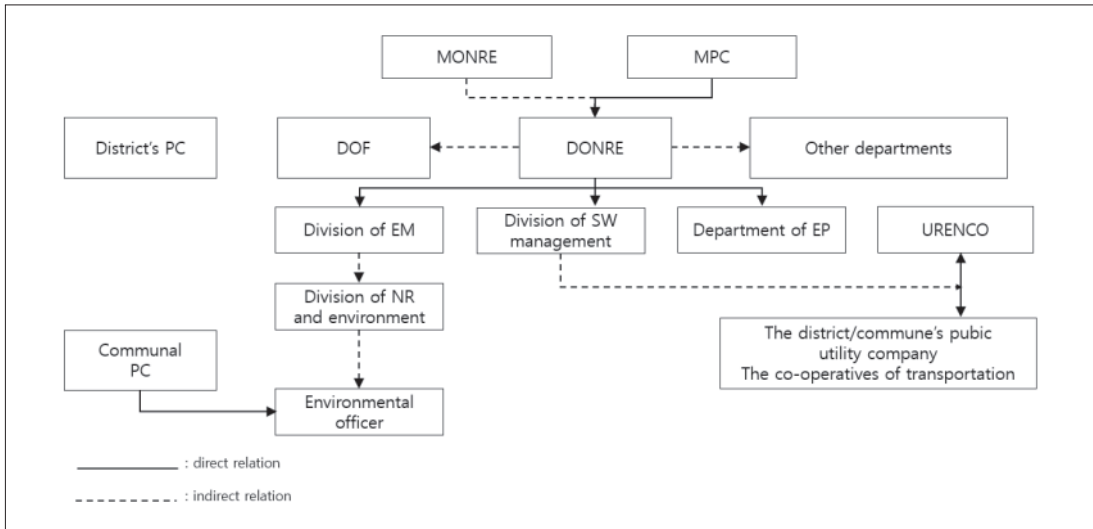 MONRE
MPC
District's PC
DOF
DONRE
Other departments
Division of EM
Division of SW
management
Department of EP
URENCO
Division of NR
and environment
The district/commune's pubic
utility company
The co-operatives of transportation
Communal
PC
Environmental
officer
: direct relation
: indirect relation